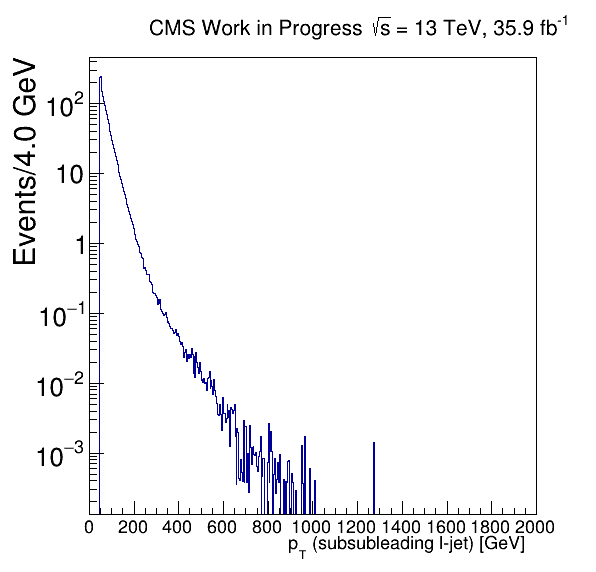 CMS Work in Progress √s = 13 TeV, 35.9 fb⁻¹
Events/4.0 GeV
10²
10
1
10⁻¹
10⁻²
10⁻³
0 200 400 600 800 1000 1200 1400 1600 1800 2000
p_T (subsubleading l-jet) [GeV]